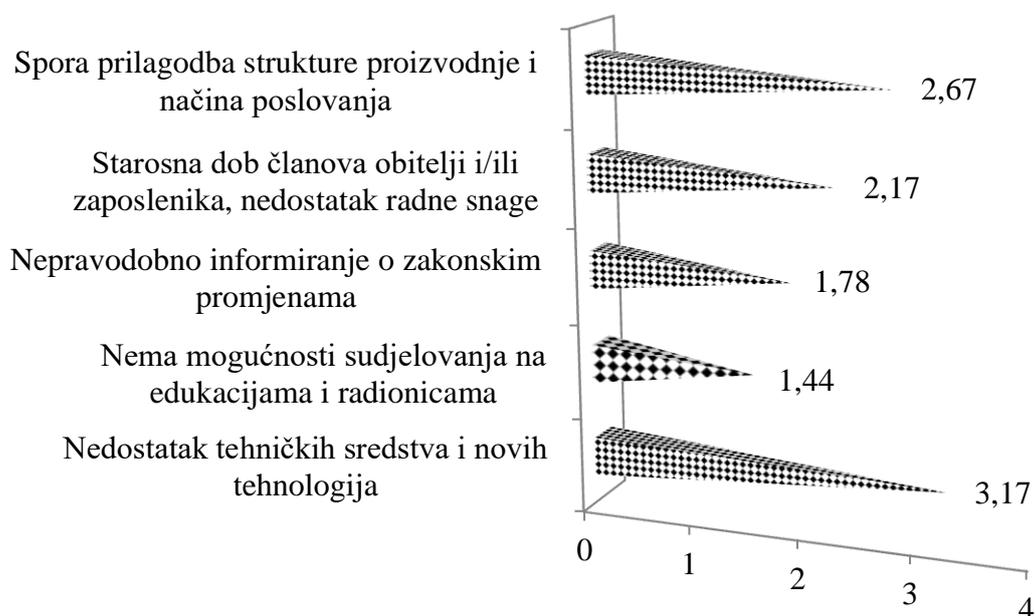 Spora prilagodba strukture proizvodnje i
načina poslovanja
2,67
Starosna dob članova obitelji i/ili
zaposlenika, nedostatak radne snage
2,17
Nepravodobno informiranje o zakonskim
promjenama
1,78
Nema mogućnosti sudjelovanja na
edukacijama i radionicama
1,44
Nedostatak tehničkih sredstva i novih
tehnologija
3,17
0
1
2
3
4